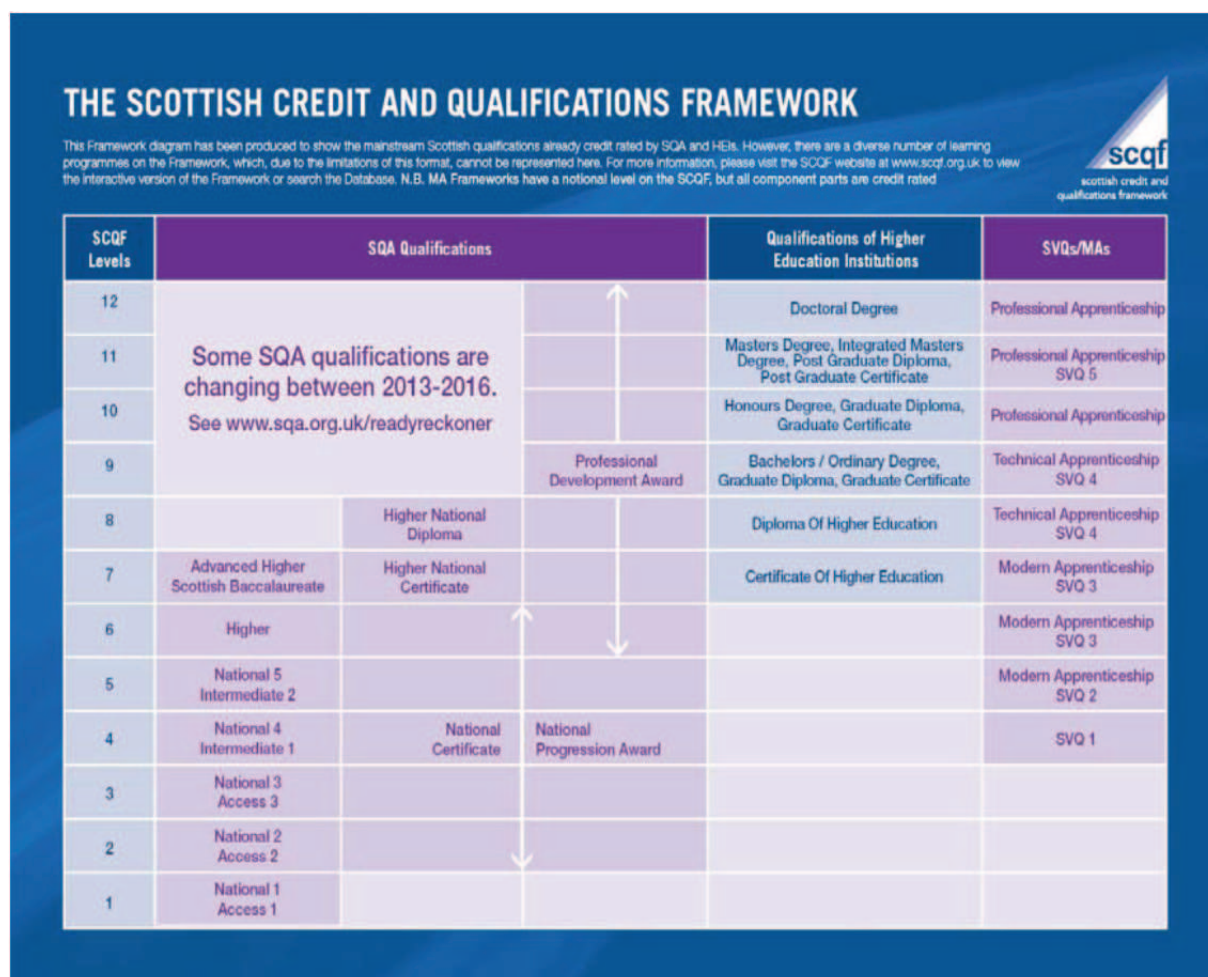 THE SCOTTISH CREDIT AND QUALIFICATIONS FRAMEWORK
This Framework diagram has been produced to show the mainstream Scottish qualifications already credit rated by SQA and HEIs. However, there are a diverse number of learning
programmes on the Framework, which, due to the limitations of this format, cannot be represented here. For more information, please visit the SCQF website at www.scqf.org.uk to view
the interactive version of the Framework or search the Database. N.B. MA Frameworks have a notional level on the SCQF, but all component parts are credit rated
scqf
scottish credit and
qualifications framework
SCQF
Levels
SQA Qualifications
Qualifications of Higher
Education Institutions
SVQs/MAs
Some SQA qualifications are
changing between 2013-2016.
See www.sqa.org.uk/readyreckoner
12
Doctoral Degree
Professional Apprenticeship
11
Masters Degree, Integrated Masters
Degree, Post Graduate Diploma,
Post Graduate Certificate
Professional Apprenticeship
SVQ 5
10
Honours Degree, Graduate Diploma,
Graduate Certificate
Professional Apprenticeship
9
Professional
Development Award
Bachelors / Ordinary Degree,
Graduate Diploma, Graduate Certificate
Technical Apprenticeship
SVQ 4
8
Higher National
Diploma
Diploma Of Higher Education
Technical Apprenticeship
SVQ 4
7
Advanced Higher
Scottish Baccalaureate
Higher National
Certificate
Certificate Of Higher Education
Modern Apprenticeship
SVQ 3
6
Higher
Modern Apprenticeship
SVQ 3
5
National 5
Intermediate 2
Modern Apprenticeship
SVQ 2
4
National 4
Intermediate 1
National
Certificate
National
Progression Award
SVQ 1
3
National 3
Access 3
2
National 2
Access 2
1
National 1
Access 1